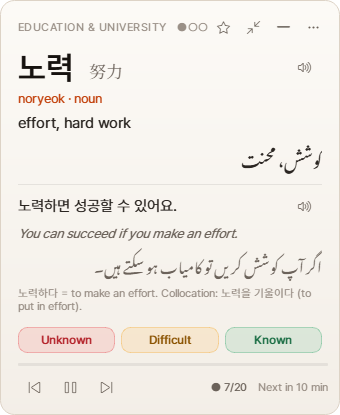 EDUCATION & UNIVERSITY
노력 努力
noryeok · noun
effort, hard work
کوشش، محنت
노력하면 성공할 수 있어요.
You can succeed if you make an effort.
اگر آپ کوشش کریں تو کامیاب ہو سکتے ہیں۔
노력하다 = to make an effort. Collocation: 노력을 기울이다 (to
put in effort).
Unknown Difficult Known
7/20 Next in 10 min